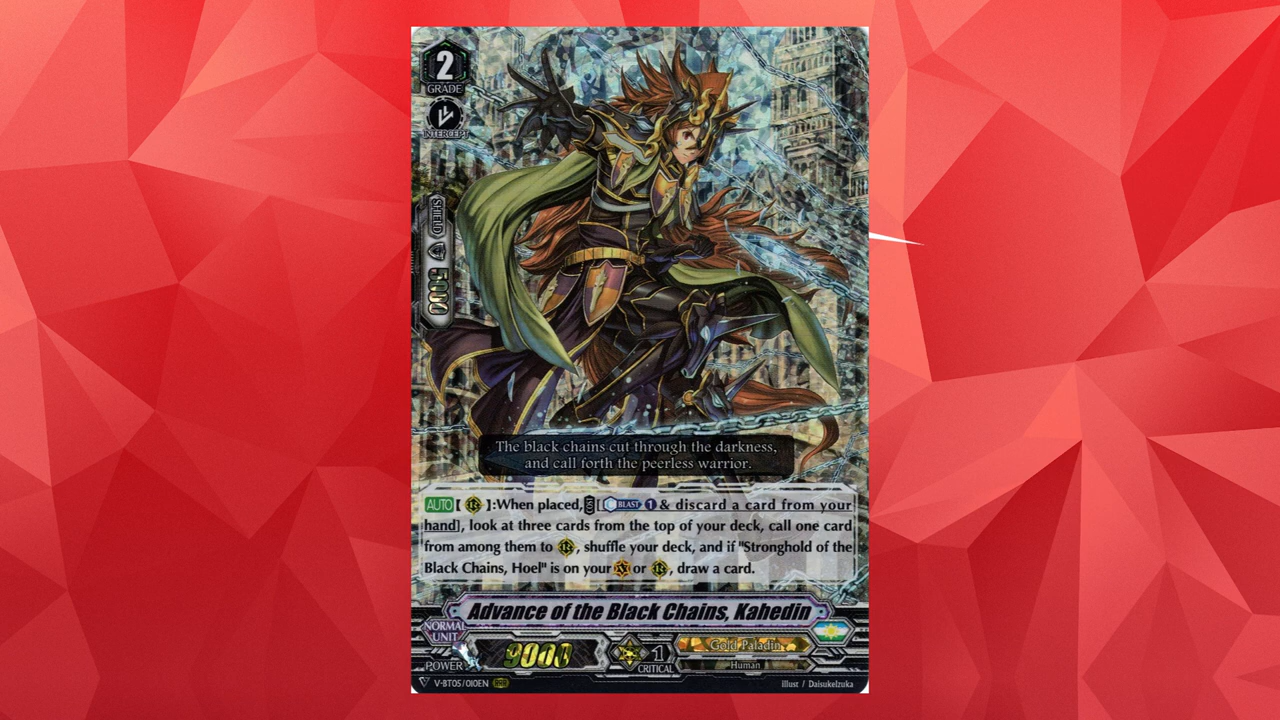 2
GRADE
INTERCEPT
SHIELD
5000
The black chains cut through the darkness,
and call forth the peerless warrior.
AUTO[ R ]:When placed, COST[C BLAST 1 & discard a card from your
hand], look at three cards from the top of your deck, call one card
from among them to R, shuffle your deck, and if "Stronghold of the
Black Chains, Hoel" is on your V or R, draw a card.
Advance of the Black Chains, Kahedin
NORMAL
UNIT
POWER 9000
1
CRITICAL
Gold Paladin
Human
V-BT05/010EN RRR
illust / DaisukeIzuka